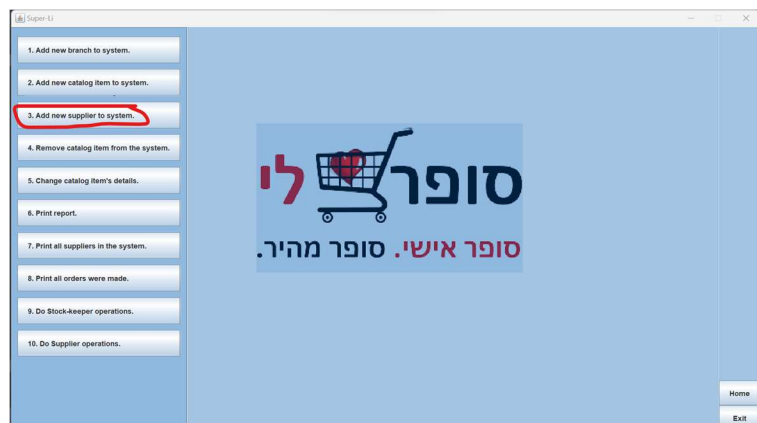 Super-Li
1. Add new branch to system.
2. Add new catalog item to system.
3. Add new supplier to system.
4. Remove catalog item from the system.
5. Change catalog item's details.
6. Print report.
7. Print all suppliers in the system.
8. Print all orders were made.
9. Do Stock-keeper operations.
10. Do Supplier operations.
סופר לי
סופר אישי. סופר מהיר.
Home
Exit